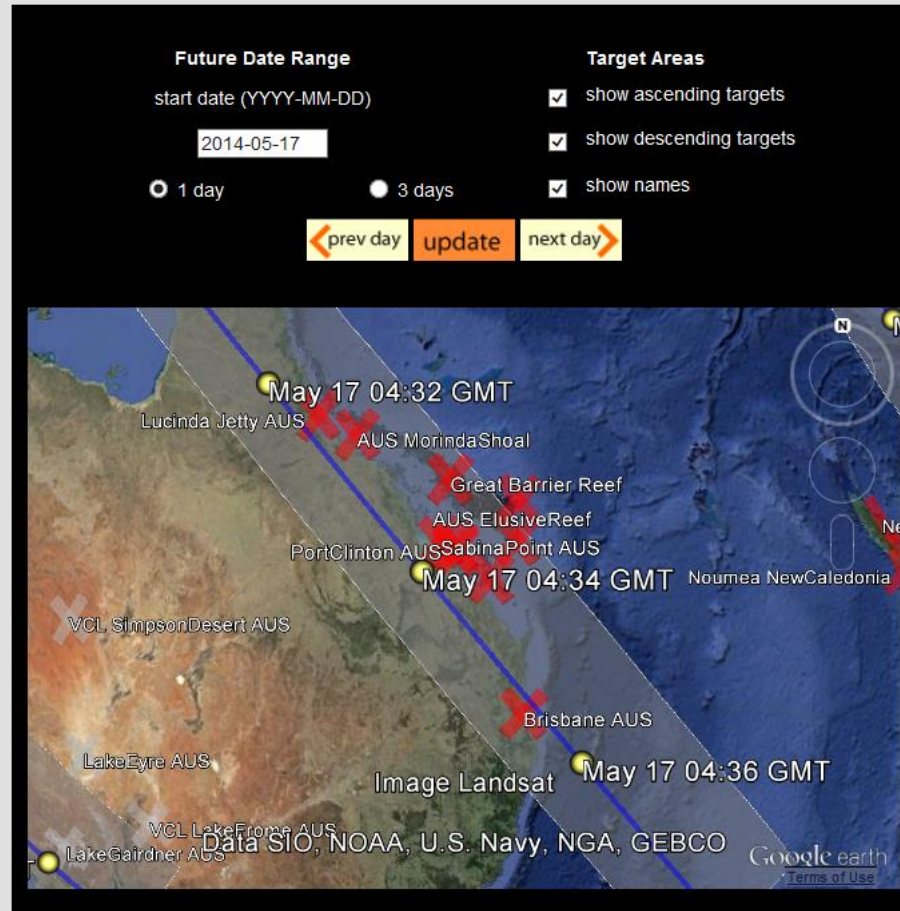 Future Date Range
Target Areas
start date (YYYY-MM-DD)
show ascending targets
2014-05-17
show descending targets
1 day
3 days
show names
prev day
update
next day
N
May 17 04:32 GMT
Lucinda Jetty AUS
AUS MorindaShoal
Great Barrier Reef
AUS ElusiveReef
PortClinton AUS
SabinaPoint AUS
May 17 04:34 GMT
Noumea NewCaledonia
VCL SimpsonDesert AUS
Brisbane AUS
LakeEyre AUS
May 17 04:36 GMT
Image Landsat
VCL LakeFrome AUS
Data SIO, NOAA, U.S. Navy, NGA, GEBCO
LakeGairdner AUS
Google earth
Terms of Use